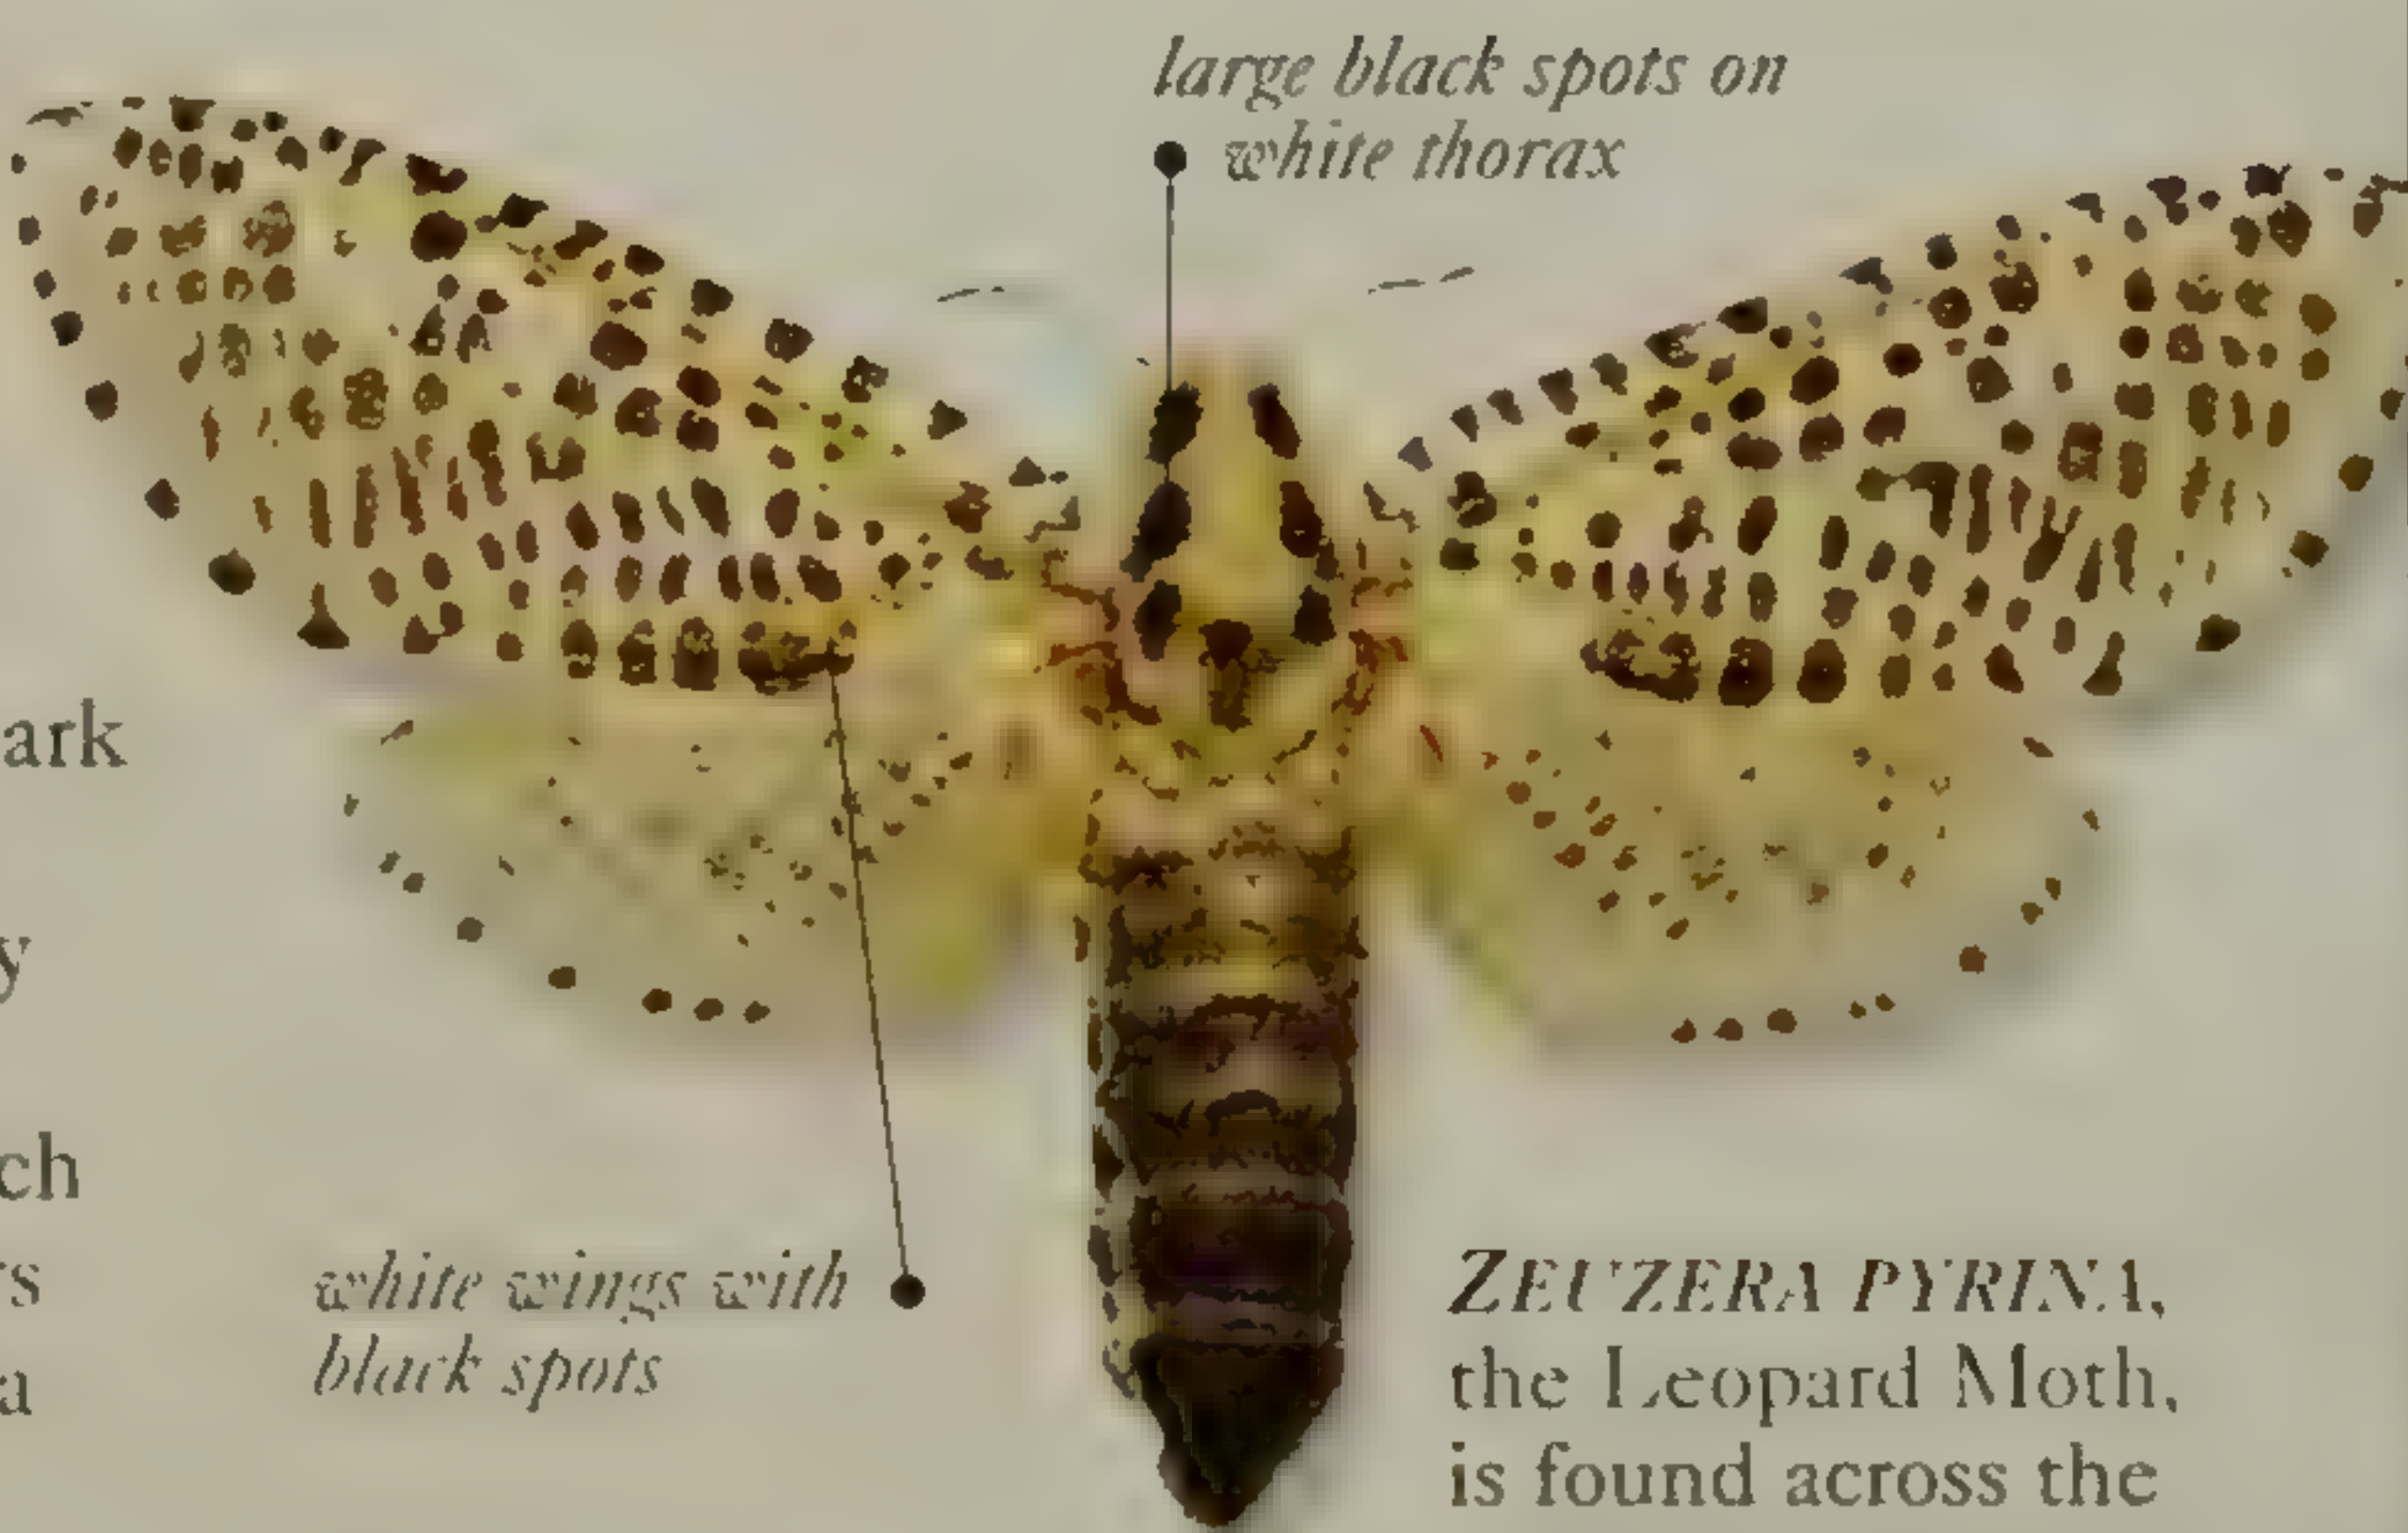 large black spots on
white thorax
ark
y
ch
rs
a
white wings with
black spots
ZEUZERA PYRINA,
the Leopard Moth,
is found across the